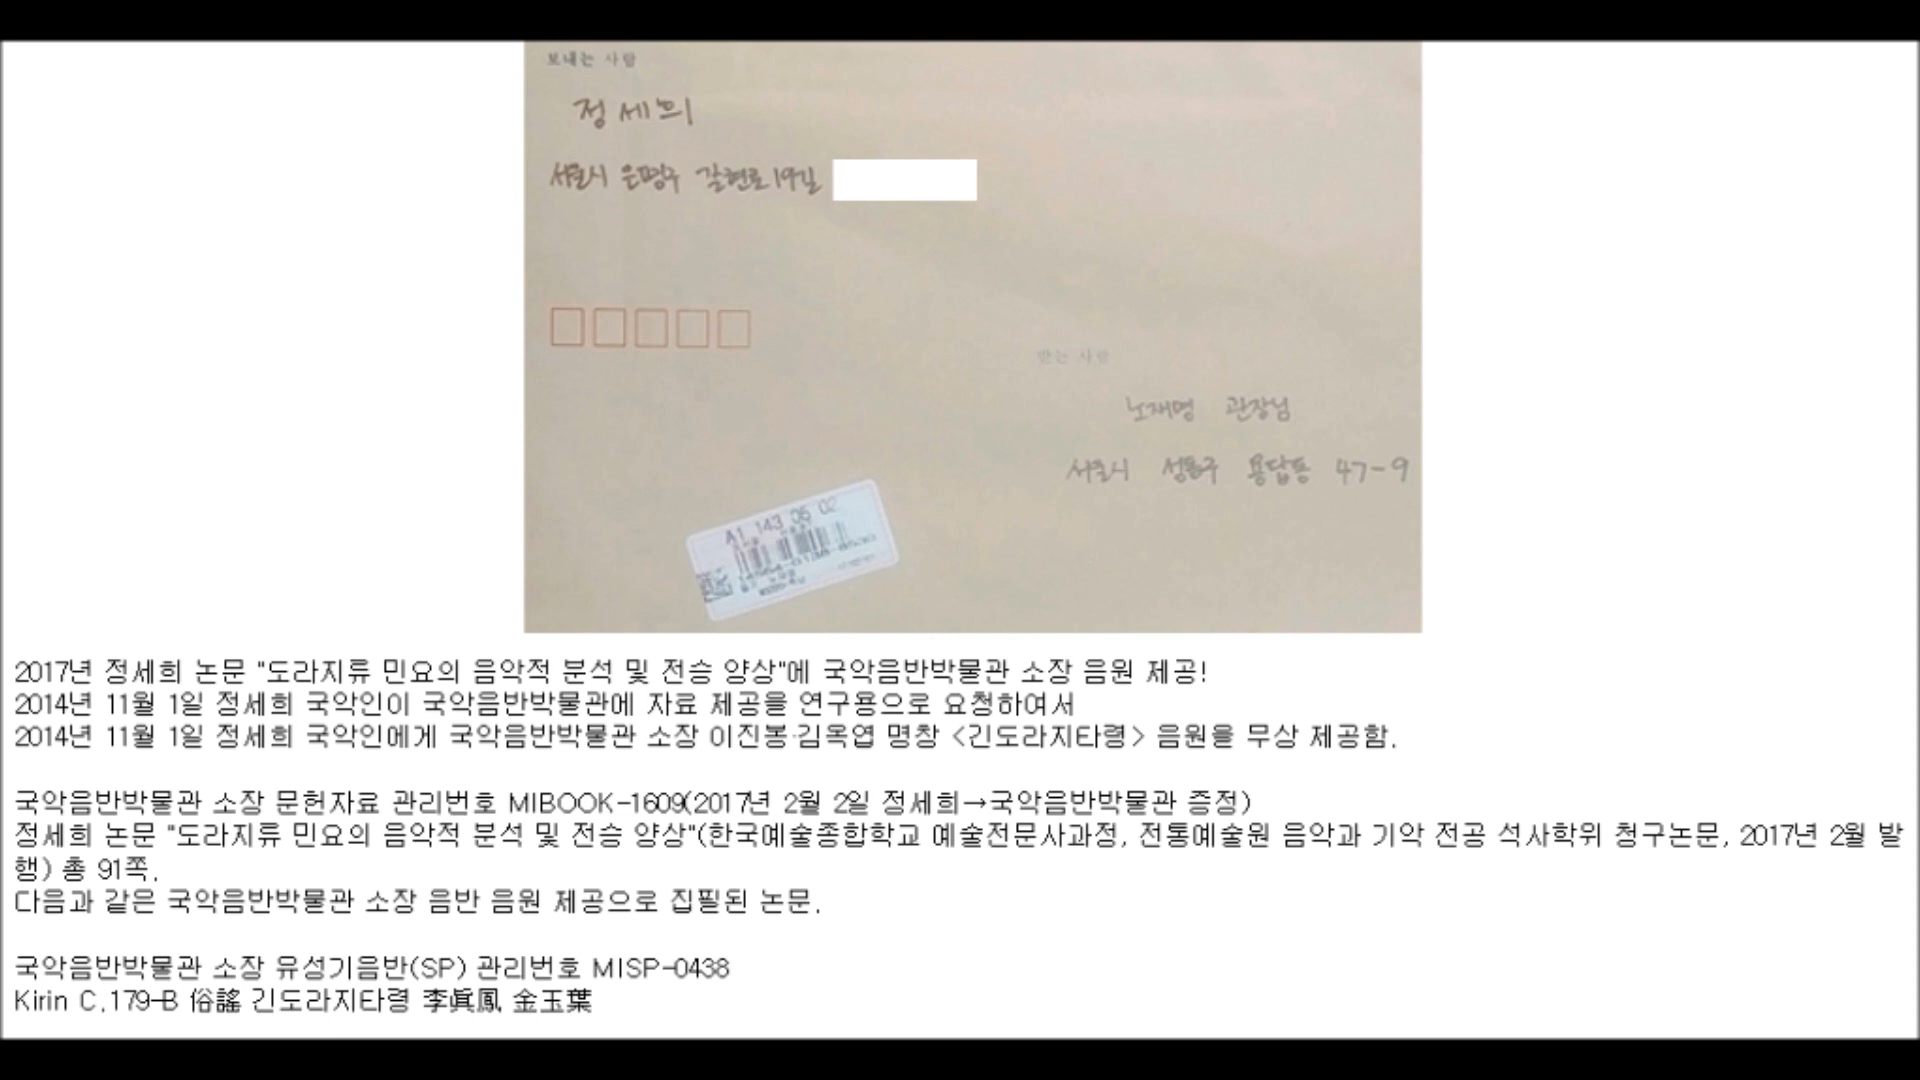 보내는 사람
정세희
서울시 은평구 갈현로19길
받는 사람
노재명 관장님
서울시 성동구 용답동 47-9
A1 143 05 02
2017년 정세희 논문 "도라지류 민요의 음악적 분석 및 전승 양상"에 국악음반박물관 소장 음원 제공!
2014년 11월 1일 정세희 국악인이 국악음반박물관에 자료 제공을 연구용으로 요청하여서
2014년 11월 1일 정세희 국악인에게 국악음반박물관 소장 이진봉·김옥엽 명창 <긴도라지타령> 음원을 무상 제공함.
국악음반박물관 소장 문헌자료 관리번호 MIBOOK-1609(2017년 2월 2일 정세희→국악음반박물관 증정)
정세희 논문 "도라지류 민요의 음악적 분석 및 전승 양상"(한국예술종합학교 예술전문사과정, 전통예술원 음악과 기악 전공 석사학위 청구논문, 2017년 2월 발
행) 총 91쪽.
다음과 같은 국악음반박물관 소장 음반 음원 제공으로 집필된 논문.
국악음반박물관 소장 유성기음반(SP) 관리번호 MISP-0438
Kirin C.179-B 俗謠 긴도라지타령 李眞鳳 金玉葉